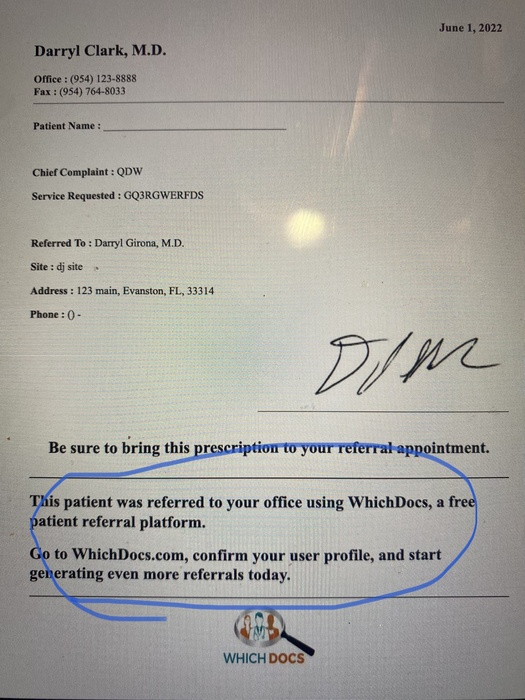 June 1, 2022
Darryl Clark, M.D.
Office : (954) 123-8888
Fax : (954) 764-8033
Patient Name :
Chief Complaint : QDW
Service Requested : GQ3RGWERFDS
Referred To : Darryl Girona, M.D.
Site : dj site
Address : 123 main, Evanston, FL, 33314
Phone : () -
Be sure to bring this prescription to your referral appointment.
This patient was referred to your office using WhichDocs, a free
patient referral platform.
Go to WhichDocs.com, confirm your user profile, and start
generating even more referrals today.
WHICH DOCS